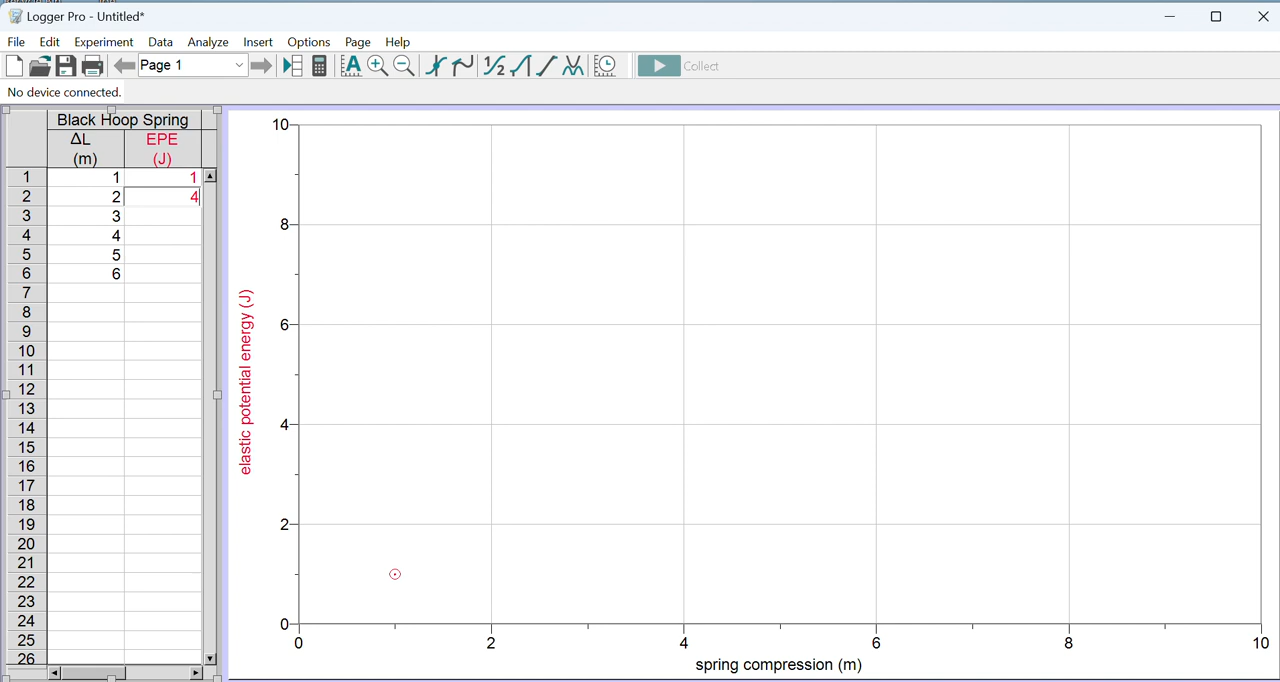 Logger Pro - Untitled*
File Edit Experiment Data Analyze Insert Options Page Help
Page 1 Collect
No device connected.
Black Hoop Spring
ΔL EPE
(m) (J)
1 1 1
2 2 4
3 3
4 4
5 5
6 6
7
8
9
10
11
12
13
14
15
16
17
18
19
20
21
22
23
24
25
26
elastic potential energy (J)
10
8
6
4
2
0
0 2 4 6 8 10
spring compression (m)